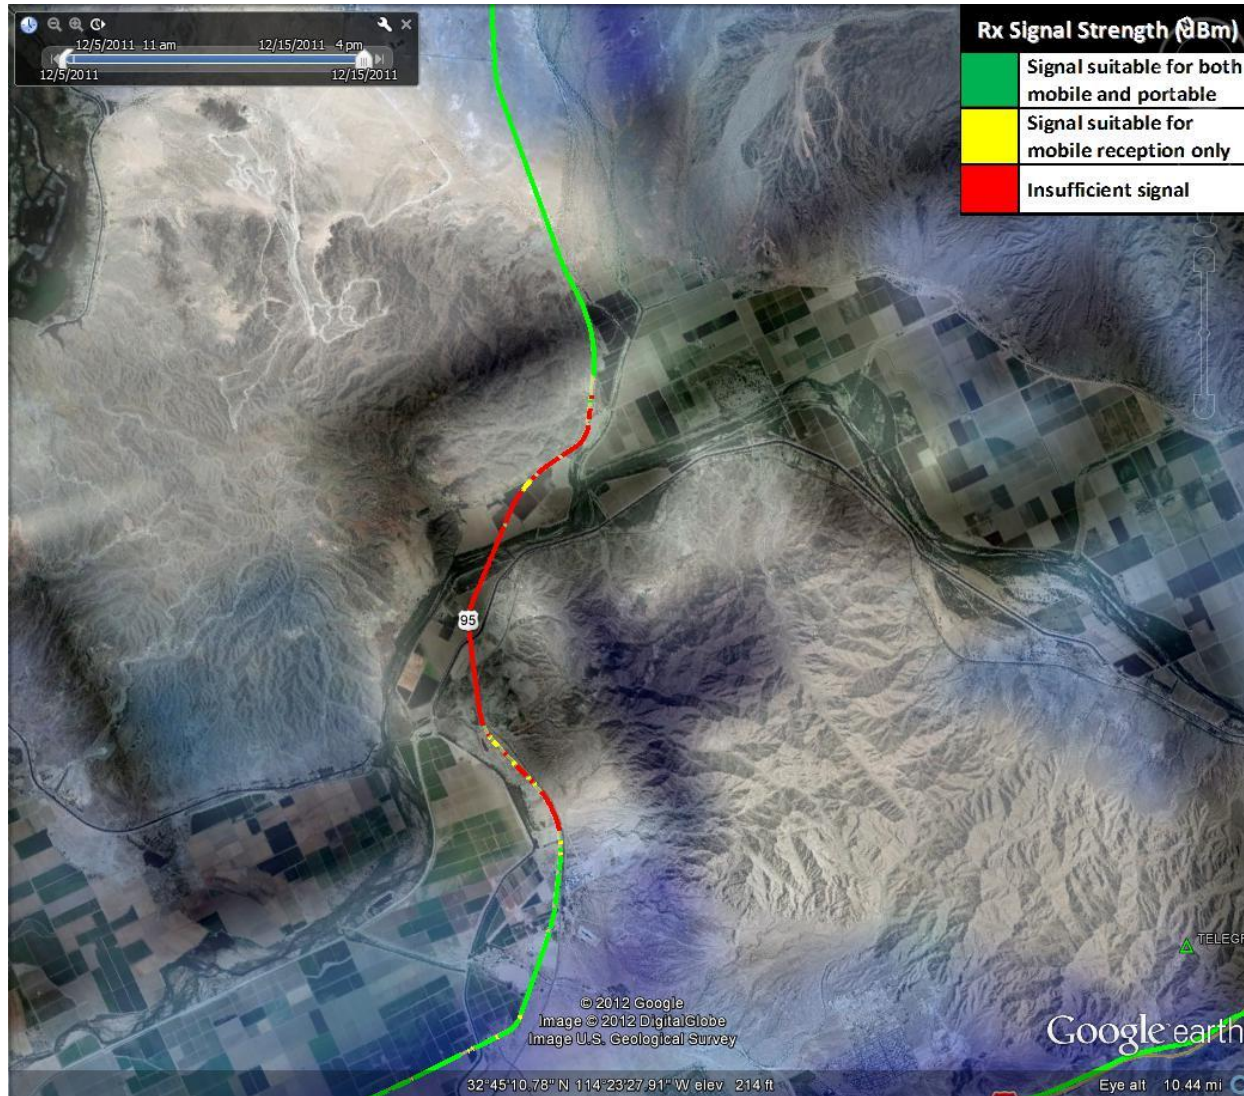 12/5/2011 11 am
12/15/2011 4 pm
12/5/2011
12/15/2011
Rx Signal Strength (dBm)
Signal suitable for both
mobile and portable
Signal suitable for
mobile reception only
Insufficient signal
95
TELEGR
© 2012 Google
Image © 2012 DigitalGlobe
Image U.S. Geological Survey
Google earth
32°45'10.78" N 114°23'27.91" W elev 214 ft
Eye alt 10.44 mi